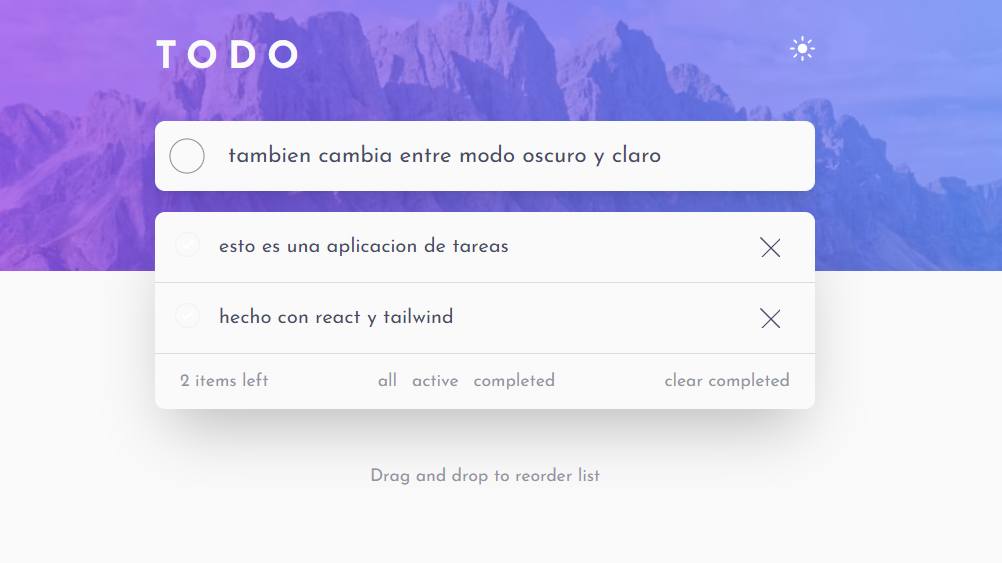 TODO
tambien cambia entre modo oscuro y claro
esto es una aplicacion de tareas
hecho con react y tailwind
2 items left all active completed clear completed
Drag and drop to reorder list